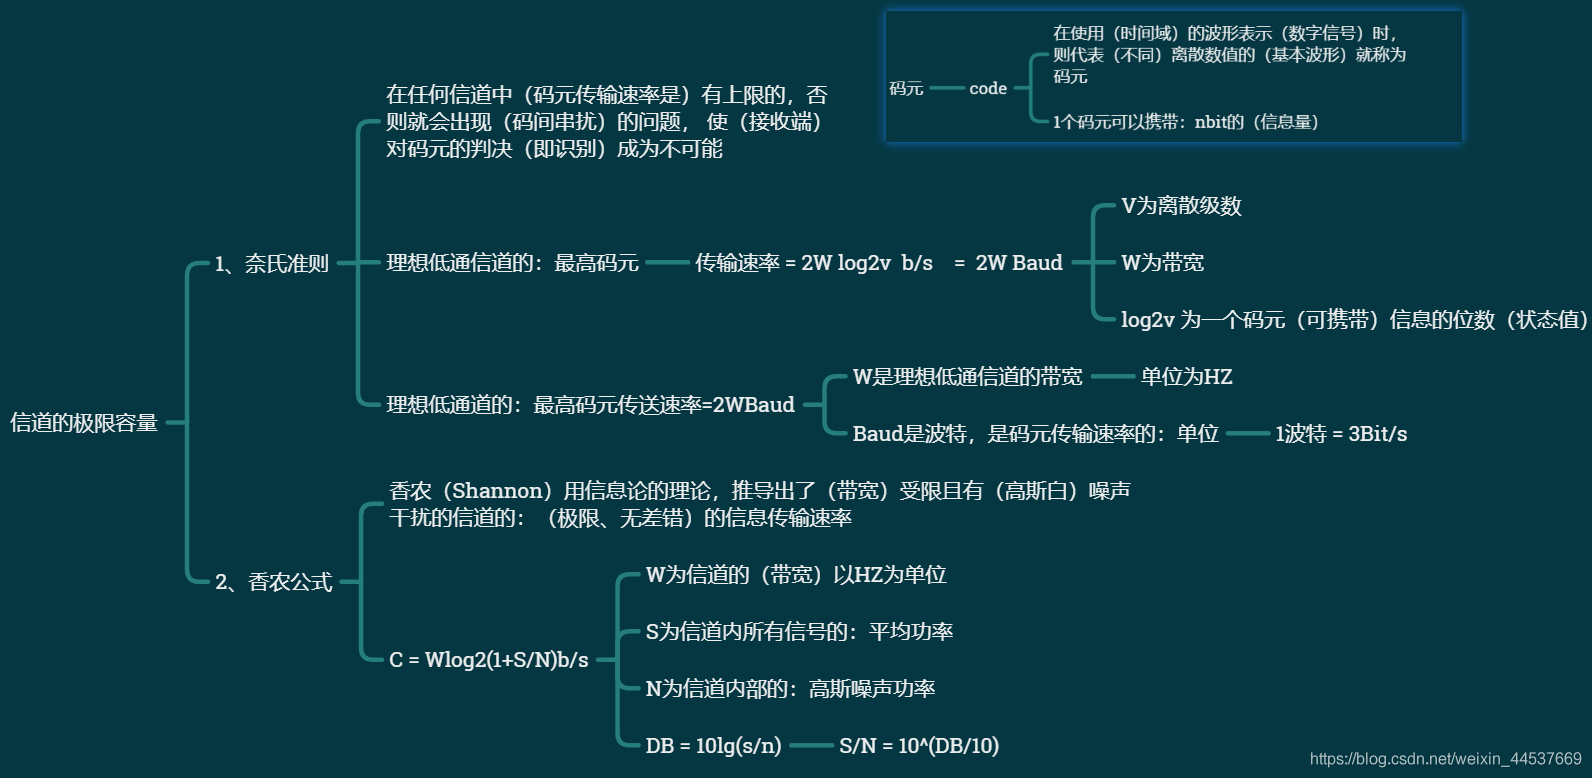 码元
code
在使用（时间域）的波形表示（数字信号）时，
则代表（不同）离散数值的（基本波形）就称为
码元
1个码元可以携带：nbit的（信息量）
信道的极限容量
1、奈氏准则
在任何信道中（码元传输速率是）有上限的，否
则就会出现（码间串扰）的问题， 使（接收端）
对码元的判决（即识别）成为不可能
理想低通信道的：最高码元
传输速率 = 2W log2v  b/s    =  2W Baud
V为离散级数
W为带宽
log2v 为一个码元（可携带）信息的位数（状态值）
理想低通道的：最高码元传送速率=2WBaud
W是理想低通信道的带宽
单位为HZ
Baud是波特，是码元传输速率的：单位
1波特 = 3Bit/s
2、香农公式
香农（Shannon）用信息论的理论，推导出了（带宽）受限且有（高斯白）噪声
干扰的信道的：（极限、无差错）的信息传输速率
C = Wlog2(1+S/N)b/s
W为信道的（带宽）以HZ为单位
S为信道内所有信号的：平均功率
N为信道内部的：高斯噪声功率
DB = 10lg(s/n)
S/N = 10^(DB/10)
https://blog.csdn.net/weixin_44537669